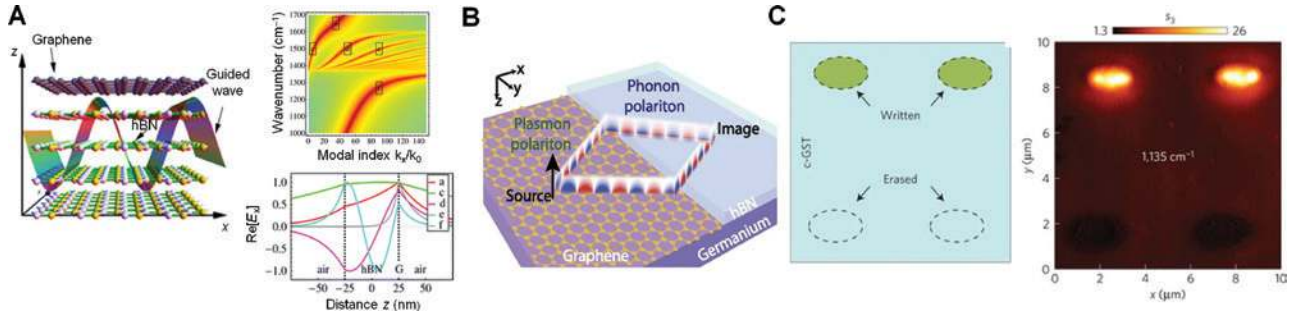 A
z
Graphene
Guided
wave
hBN
x
Wavenumber (cm⁻¹)
1700
1600
1500
1400
1300
1200
1100
1000
0 20 40 60 80 100 120 140
Modal index kₓ/k₀
Re[Eₓ]
1.0
0.5
0.0
−0.5
−1.0
a
c
d
e
f
air
hBN
G
air
−50 −25 0 25 50
Distance z (nm)
B
x
y
z
Phonon
polariton
Plasmon
polariton
Image
Source
hBN
Germanium
Graphene
C
c-GST
Written
Erased
s₃
1.3
26
y (µm)
10
8
6
4
2
0
1,135 cm⁻¹
0 2 4 6 8 10
x (µm)